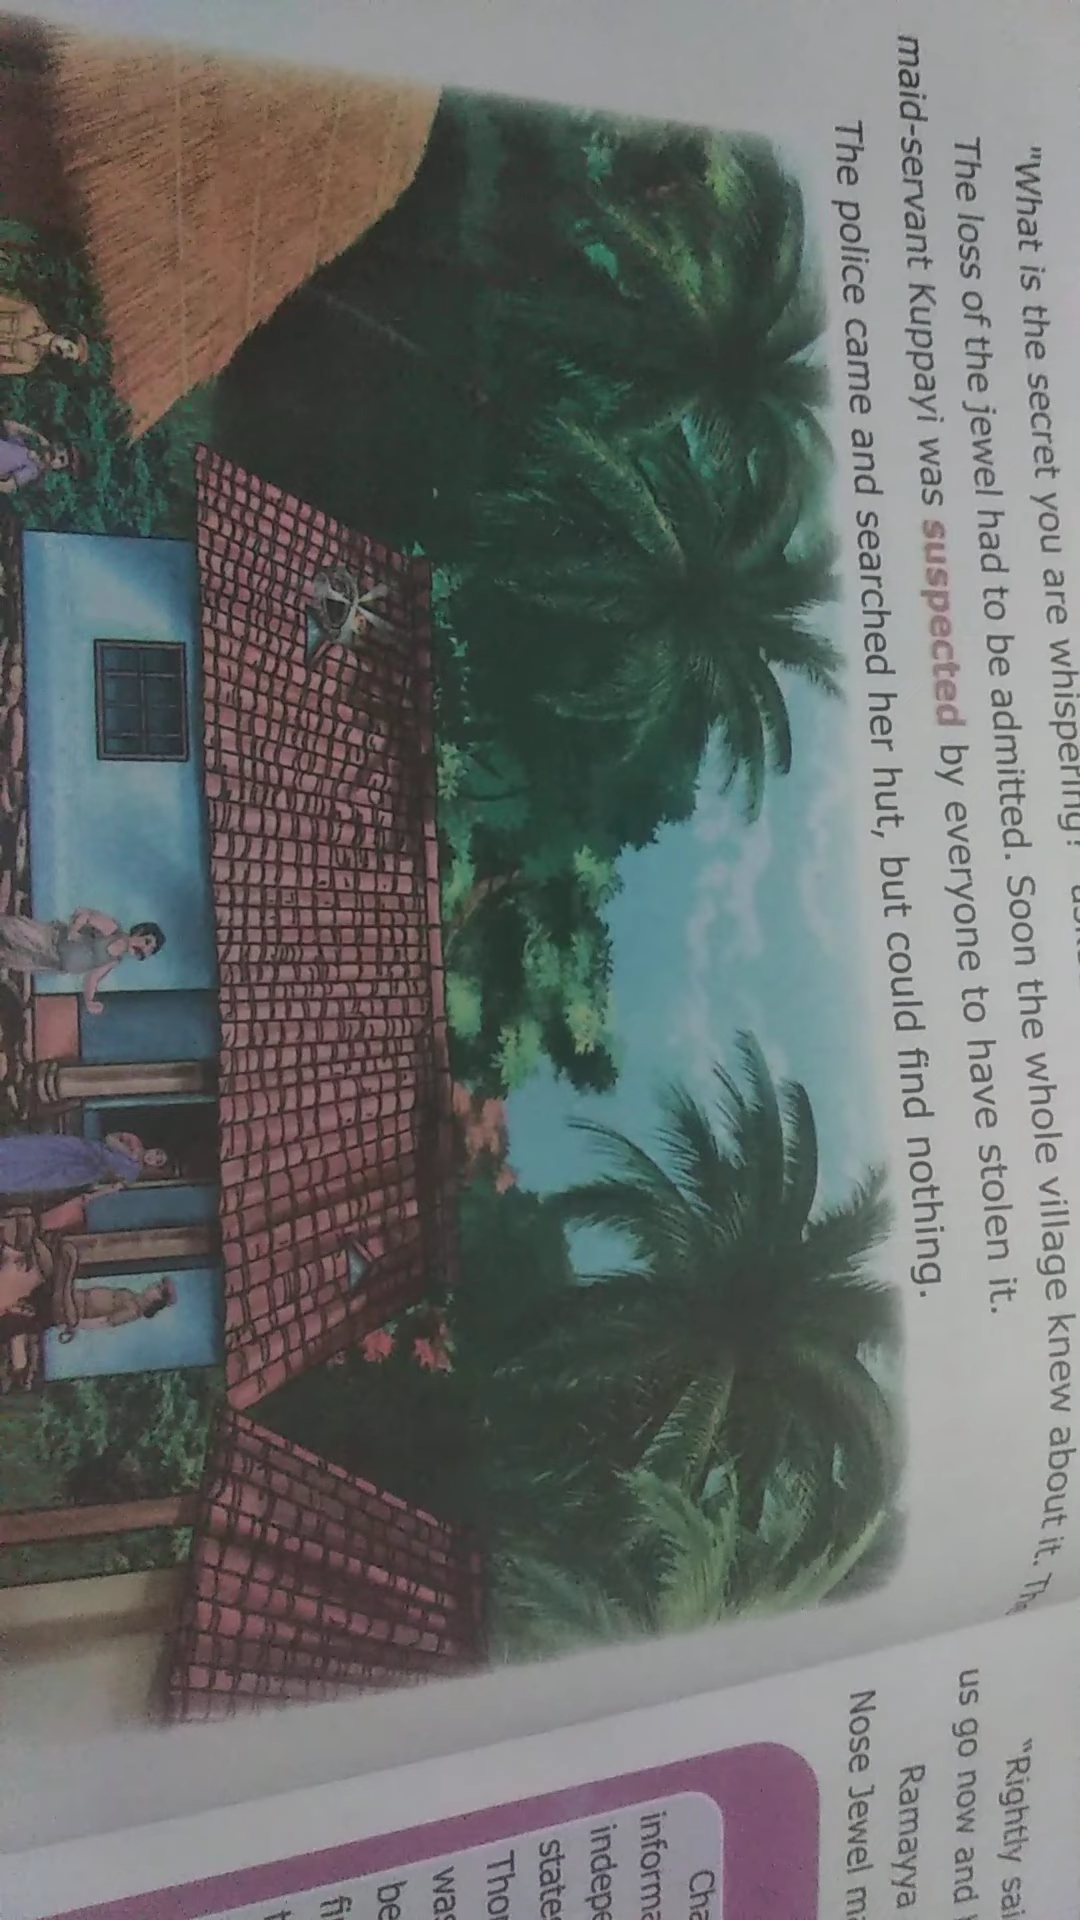 "What is the secret you are whispering?"
The loss of the jewel had to be admitted. Soon the whole village knew about it. The
maid-servant Kuppayi was suspected by everyone to have stolen it.
The police came and searched her hut, but could find nothing.
"Rightly sai
us go now and
Ramayya
Nose Jewel ma
Cha
informa
indepe
state
Thor
was
be
fi